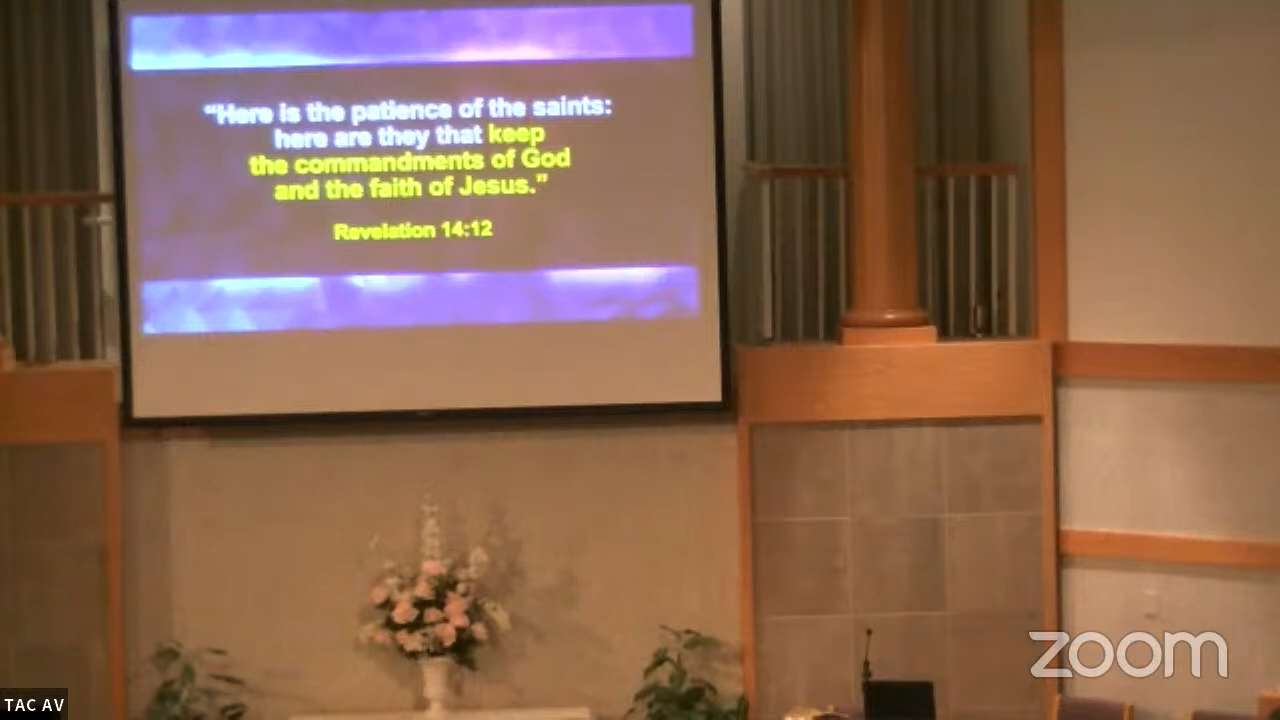 “Here is the patience of the saints:
here are they that keep
the commandments of God
and the faith of Jesus.”
Revelation 14:12
zoom
TAC AV